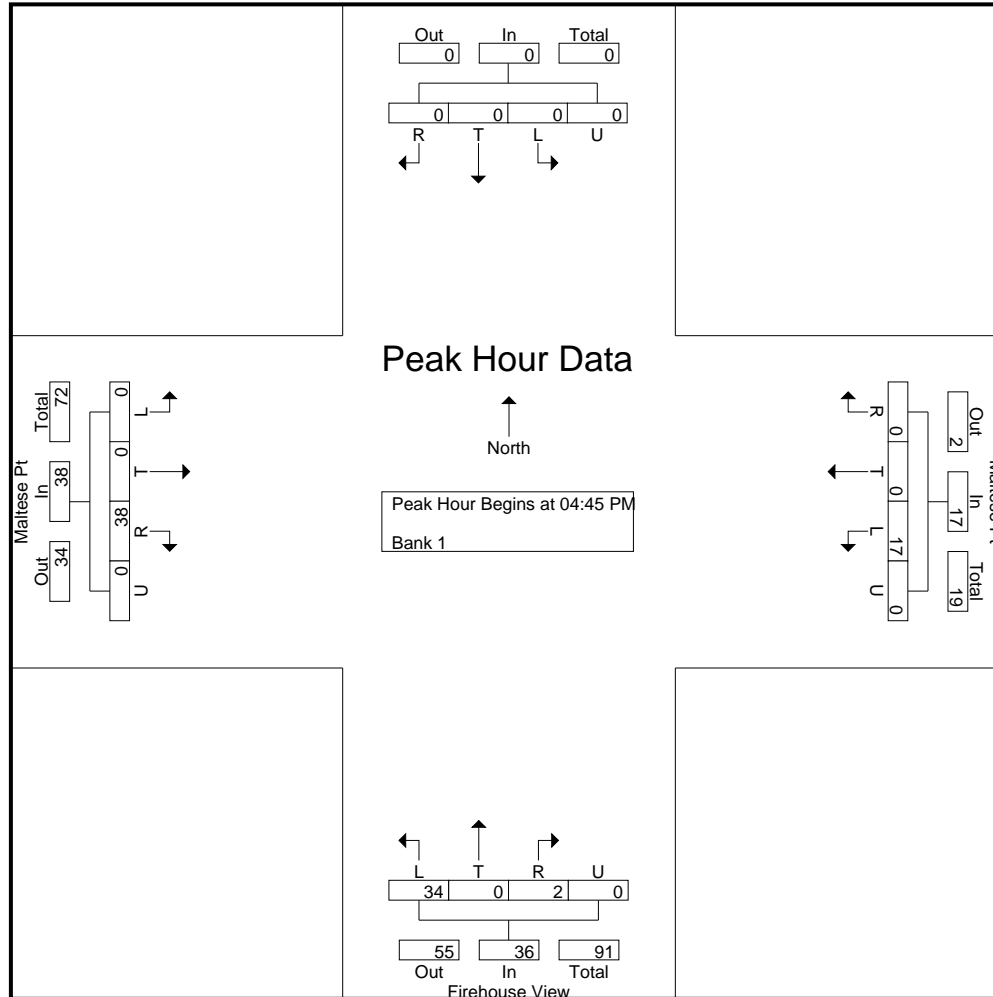 Out In Total
0 0 0
0 0 0 0
R T L U
Peak Hour Data
North
Peak Hour Begins at 04:45 PM
Bank 1
Maltese Pt
Total In Out
72 38 34
0 0 38 0
L T R U
R T L U
0 0 17 0
Out In Total
2 17 19
L T R U
34 0 2 0
55 36 91
Out In Total
Firehouse View